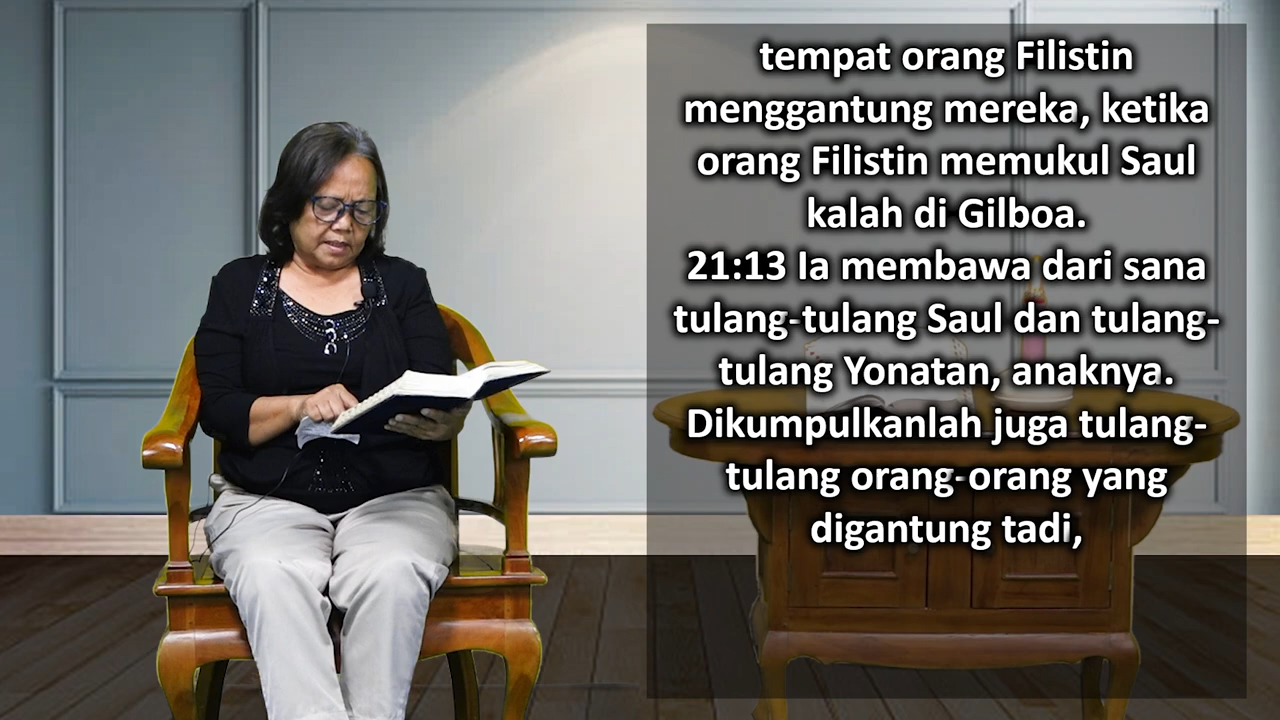 tempat orang Filistin
menggantung mereka, ketika
orang Filistin memukul Saul
kalah di Gilboa.
21:13 Ia membawa dari sana
tulang-tulang Saul dan tulang-
tulang Yonatan, anaknya.
Dikumpulkanlah juga tulang-
tulang orang-orang yang
digantung tadi,